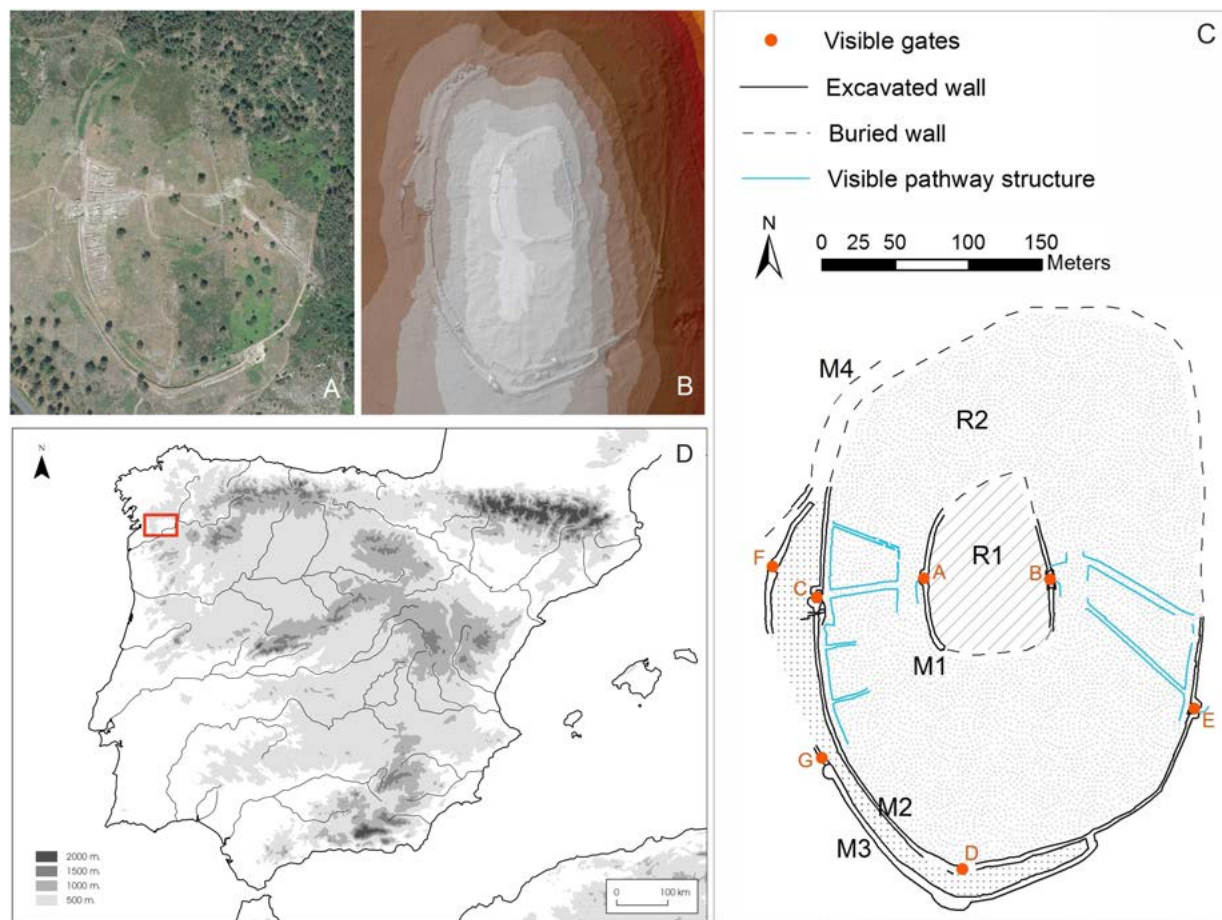 A
B
C
Visible gates
Excavated wall
Buried wall
Visible pathway structure
N
0 25 50 100 150
Meters
M4
R2
F
C
A
R1
B
M1
E
G
M2
M3
D
D
N
2000 m.
1500 m.
1000 m.
500 m.
0 100 km